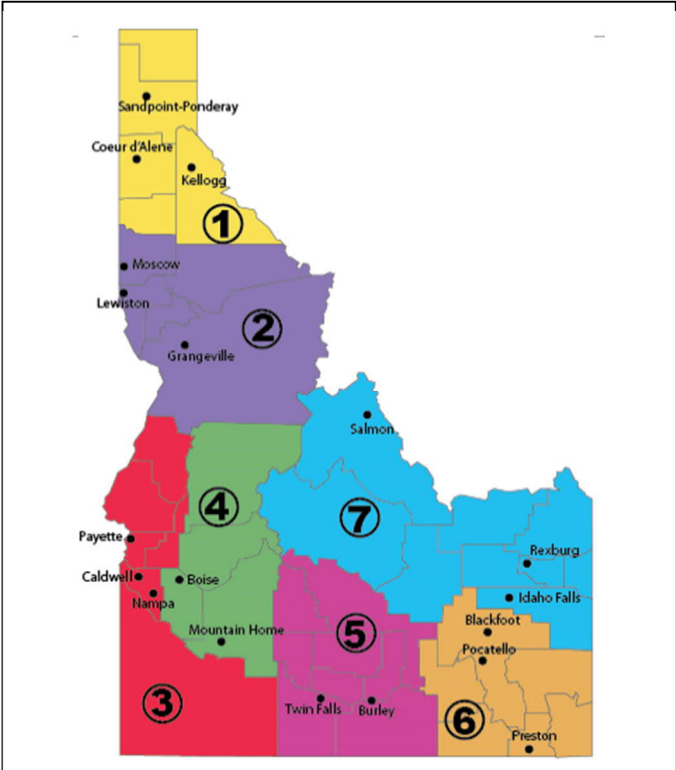 Sandpoint-Ponderay
Coeur d'Alene
Kellogg
1
Moscow
Lewiston
2
Grangeville
Salmon
4
7
Payette
Rexburg
Caldwell
Boise
Idaho Falls
Nampa
Blackfoot
Mountain Home
5
Pocatello
3
Twin Falls
Burley
6
Preston